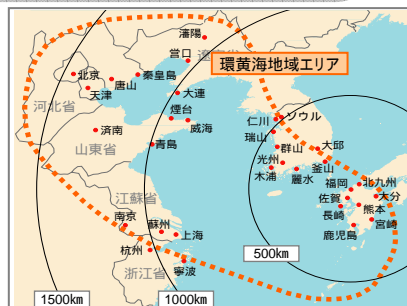 瀋陽
営口
遼
環黄海地域エリア
北京
秦皇島
唐山
天津
大連
河北省
煙台
威海
済南
山東省
青島
仁川
ソウル
瑞山
群山
大邱
光州
釜山
木浦
麗水
福岡
北九州
佐賀
大分
長崎
熊本
宮崎
鹿児島
江蘇省
南京
蘇州
上海
杭州
浙江省
寧波
500km
1000km
1500km